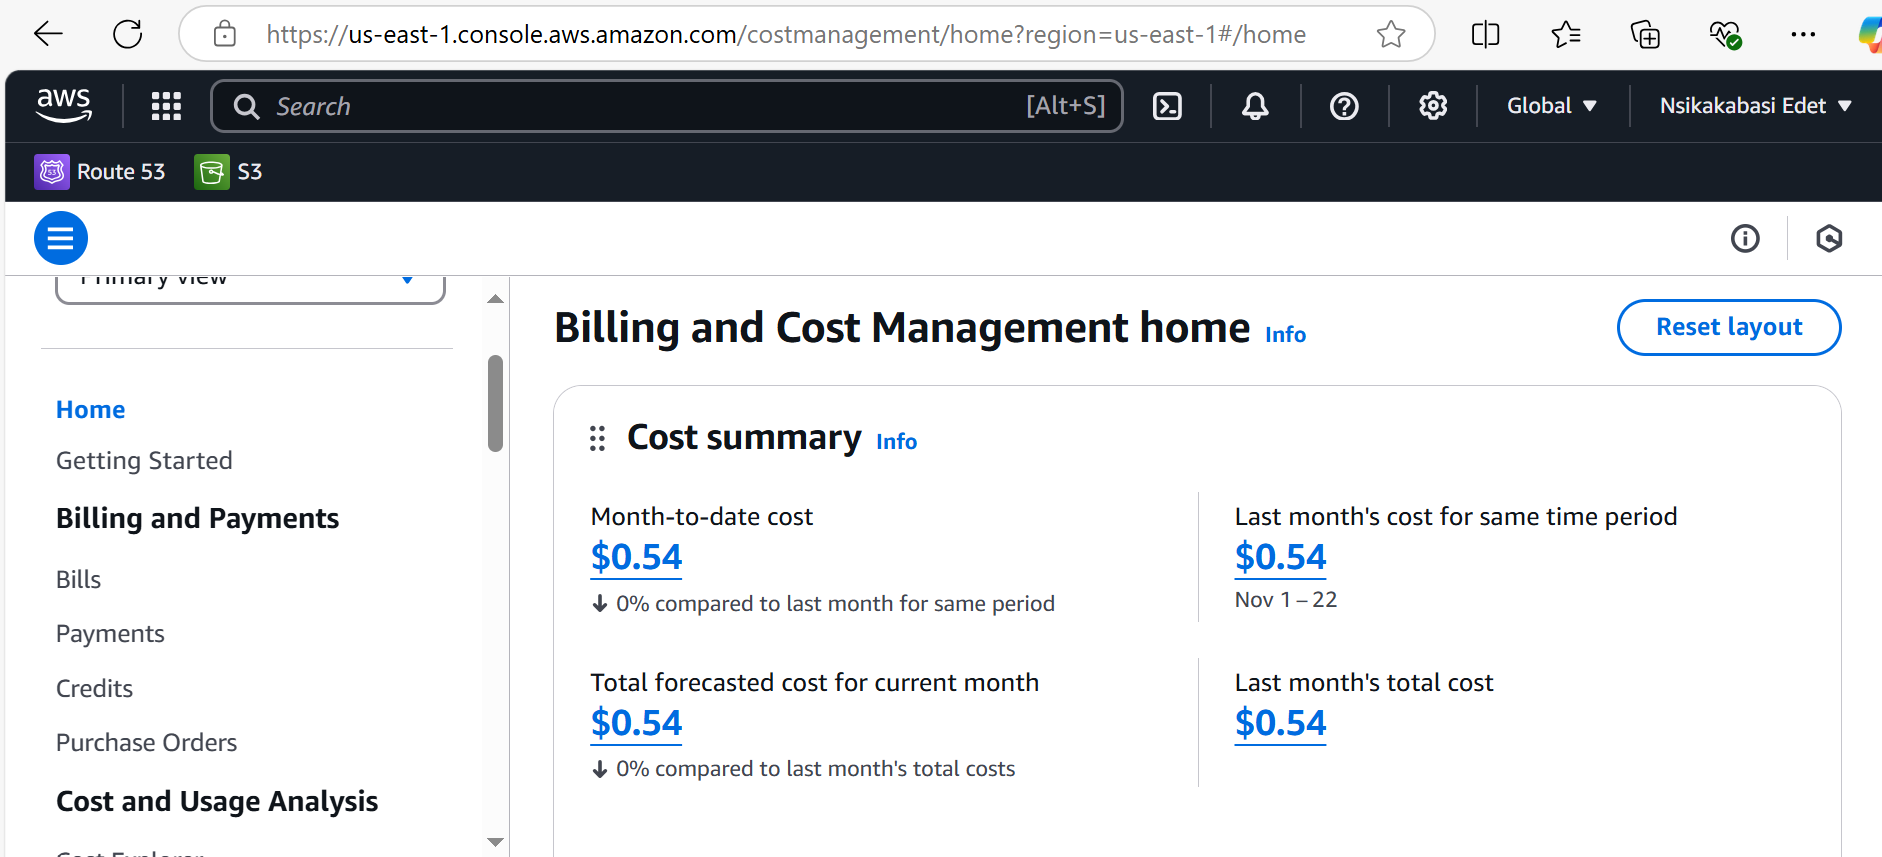 https://us-east-1.console.aws.amazon.com/costmanagement/home?region=us-east-1#/home
aws
Search
[Alt+S]
Global
Nsikakabasi Edet
Route 53
S3
Primary view
Billing and Cost Management home Info
Reset layout
Home
Getting Started
Billing and Payments
Bills
Payments
Credits
Purchase Orders
Cost and Usage Analysis
Cost Explorer
Cost summary Info
Month-to-date cost
$0.54
0% compared to last month for same period
Last month's cost for same time period
$0.54
Nov 1 – 22
Total forecasted cost for current month
$0.54
0% compared to last month's total costs
Last month's total cost
$0.54